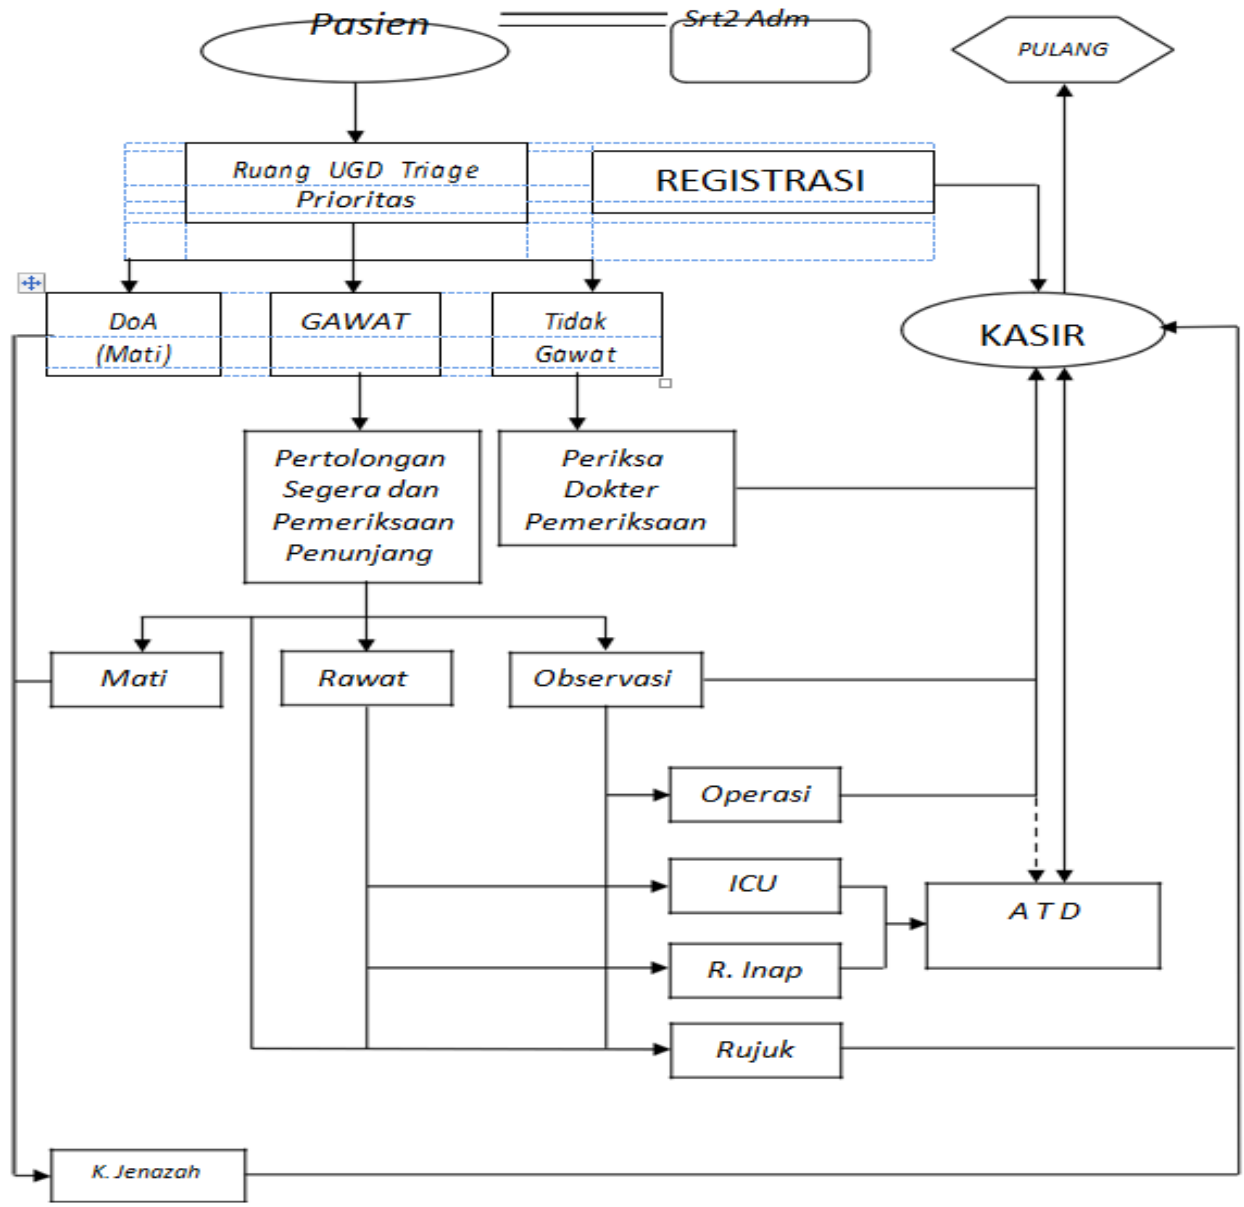 Pasien
Srt2 Adm
PULANG
Ruang UGD Triage
Prioritas
REGISTRASI
DoA
(Mati)
GAWAT
Tidak
Gawat
KASIR
Pertolongan
Segera dan
Pemeriksaan
Penunjang
Periksa
Dokter
Pemeriksaan
Mati
Rawat
Observasi
Operasi
ICU
A T D
R. Inap
Rujuk
K. Jenazah